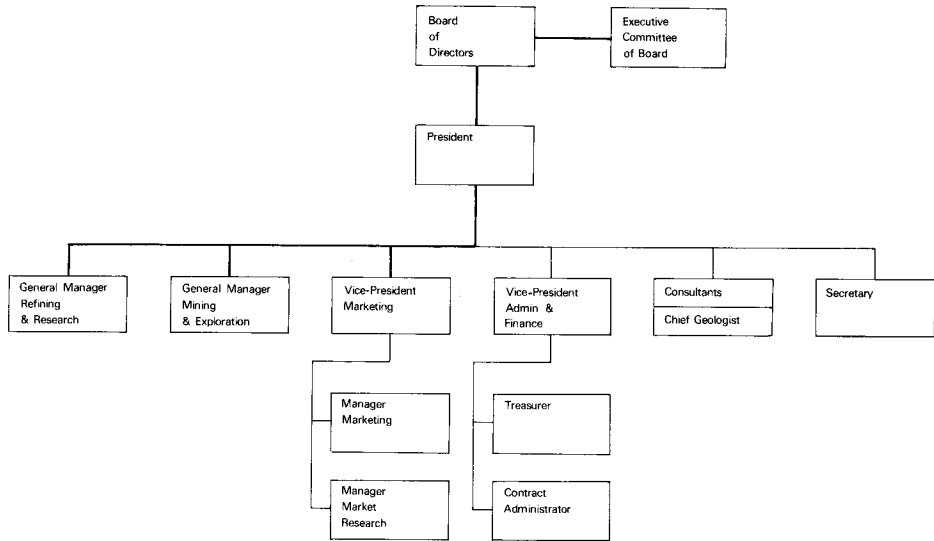 Board
of
Directors
Executive
Committee
of Board
President
General Manager
Refining
& Research
General Manager
Mining
& Exploration
Vice-President
Marketing
Vice-President
Admin &
Finance
Consultants
Chief Geologist
Secretary
Manager
Marketing
Treasurer
Manager
Market
Research
Contract
Administrator